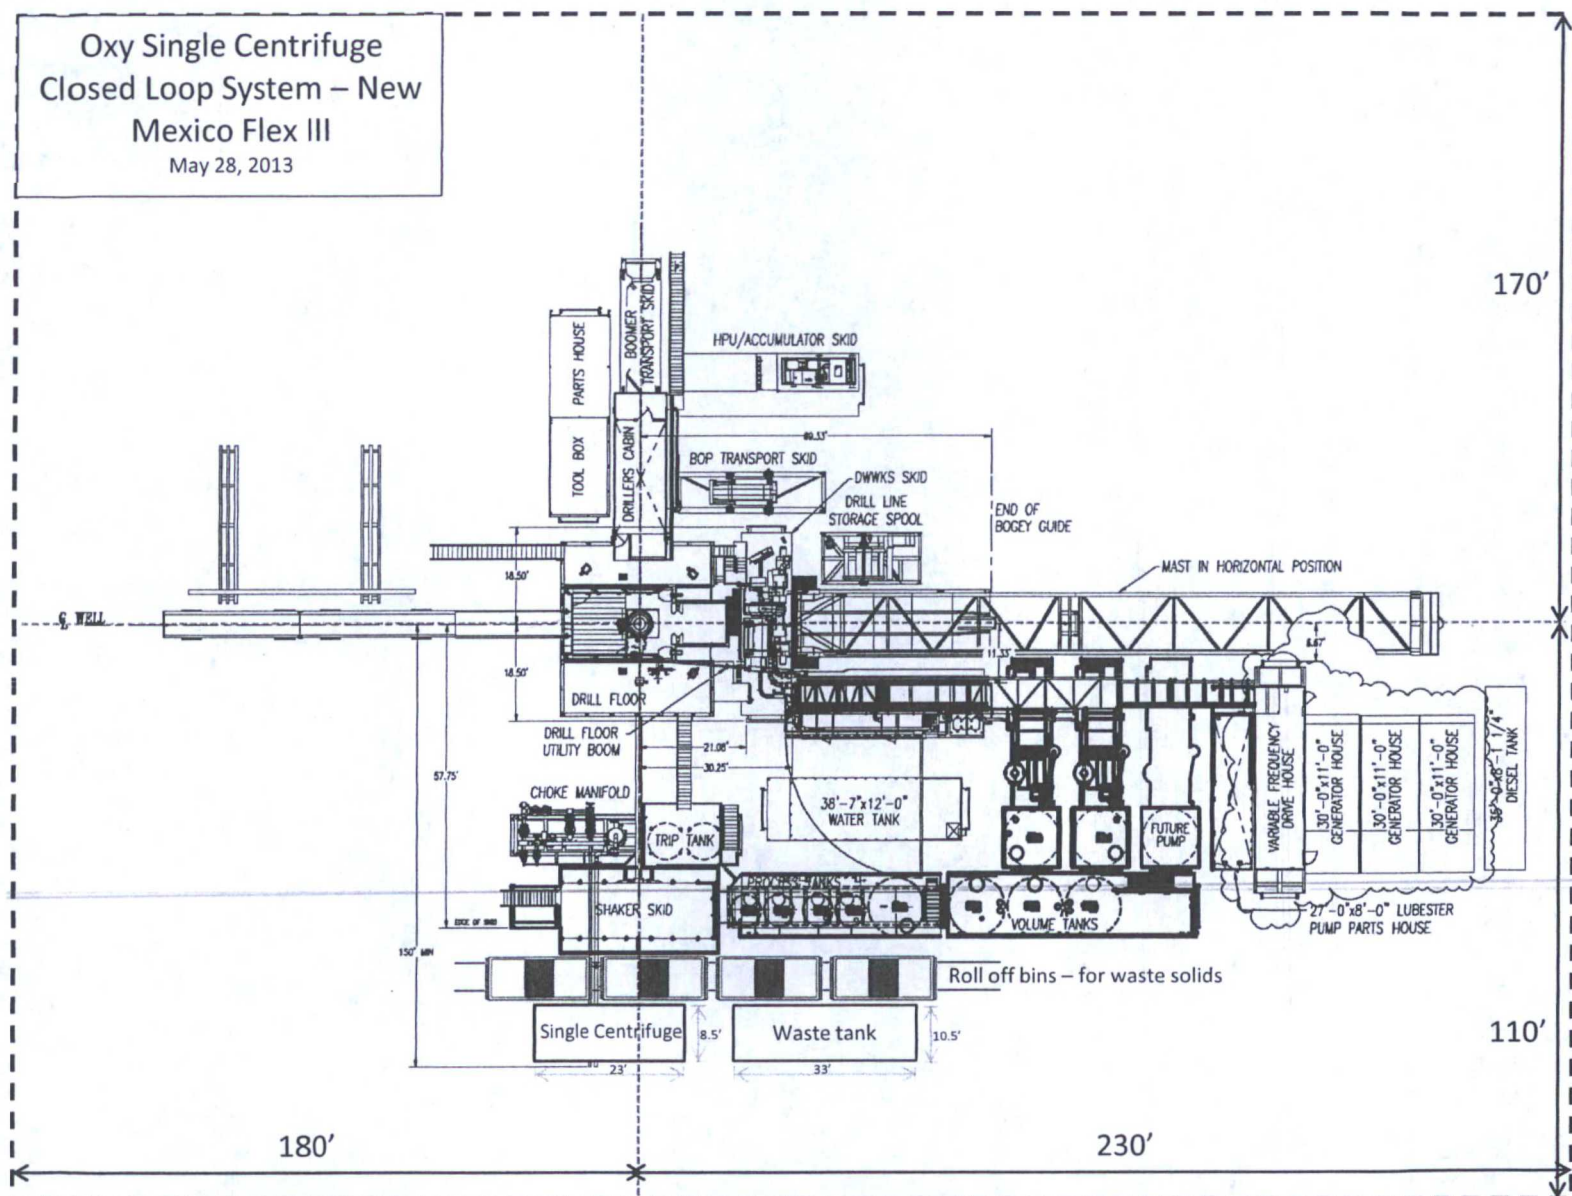 Oxy Single Centrifuge
Closed Loop System – New
Mexico Flex III
May 28, 2013
170'
BOOMER
TRANSPORT SKID
PARTS HOUSE
HPU/ACCUMULATOR SKID
TOOL BOX
DRILLERS CABIN
BOP TRANSPORT SKID
DWWKS SKID
DRILL LINE
STORAGE SPOOL
END OF
BOGEY GUIDE
MAST IN HORIZONTAL POSITION
18.50'
℄ WELL
11.33'
18.50'
DRILL FLOOR
DRILL FLOOR
UTILITY BOOM
21.08'
30.25'
57.75'
CHOKE MANIFOLD
TRIP TANK
38'-7"x12'-0"
WATER TANK
FUTURE
PUMP
VARIABLE FREQUENCY
DRIVE HOUSE
30'-0"x11'-0"
GENERATOR HOUSE
30'-0"x11'-0"
GENERATOR HOUSE
30'-0"x11'-0"
GENERATOR HOUSE
DIESEL TANK
PROCESS TANKS
SHAKER SKID
VOLUME TANKS
27'-0"x8'-0" LUBESTER
PUMP PARTS HOUSE
150' MIN
Roll off bins – for waste solids
Single Centrifuge
8.5'
Waste tank
10.5'
23'
33'
110'
180'
230'